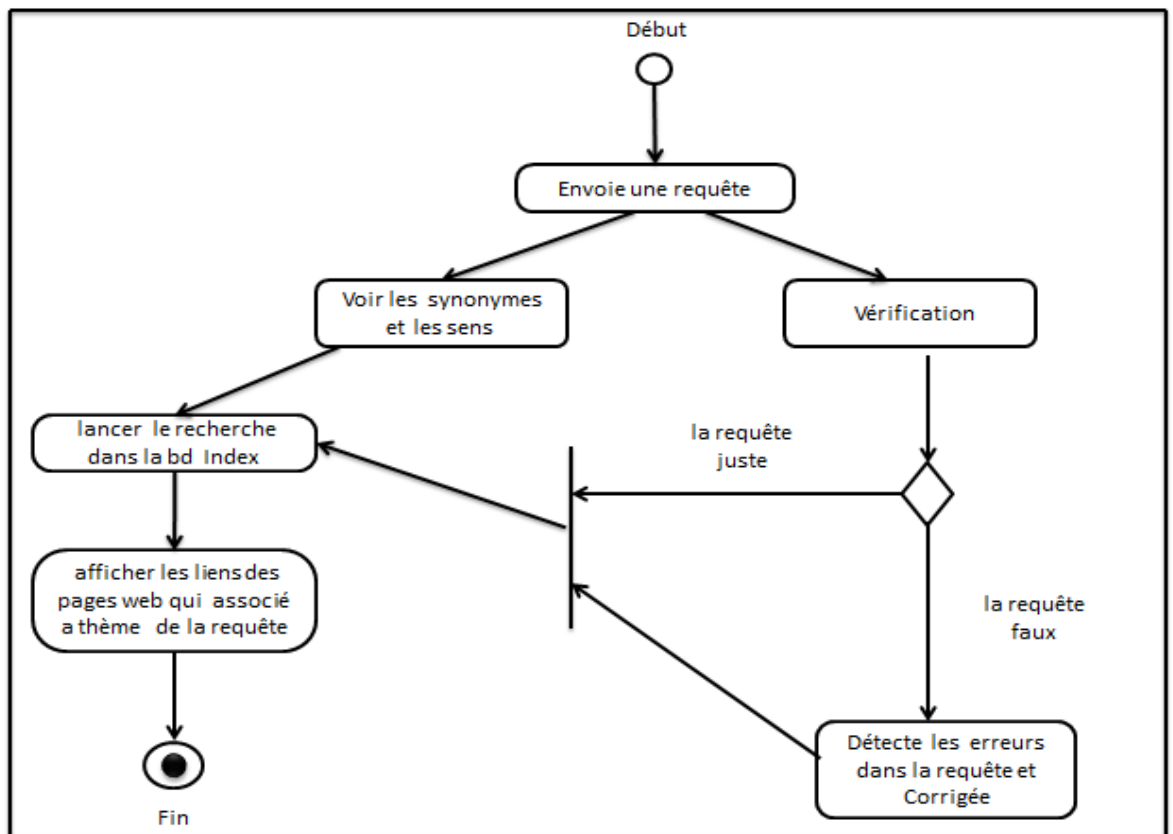 Début
Envoie une requête
Voir les synonymes
et les sens
Vérification
lancer le recherche
dans la bd Index
la requête
juste
afficher les liens des
pages web qui associé
a thème de la requête
la requête
faux
Détecte les erreurs
dans la requête et
Corrigée
Fin